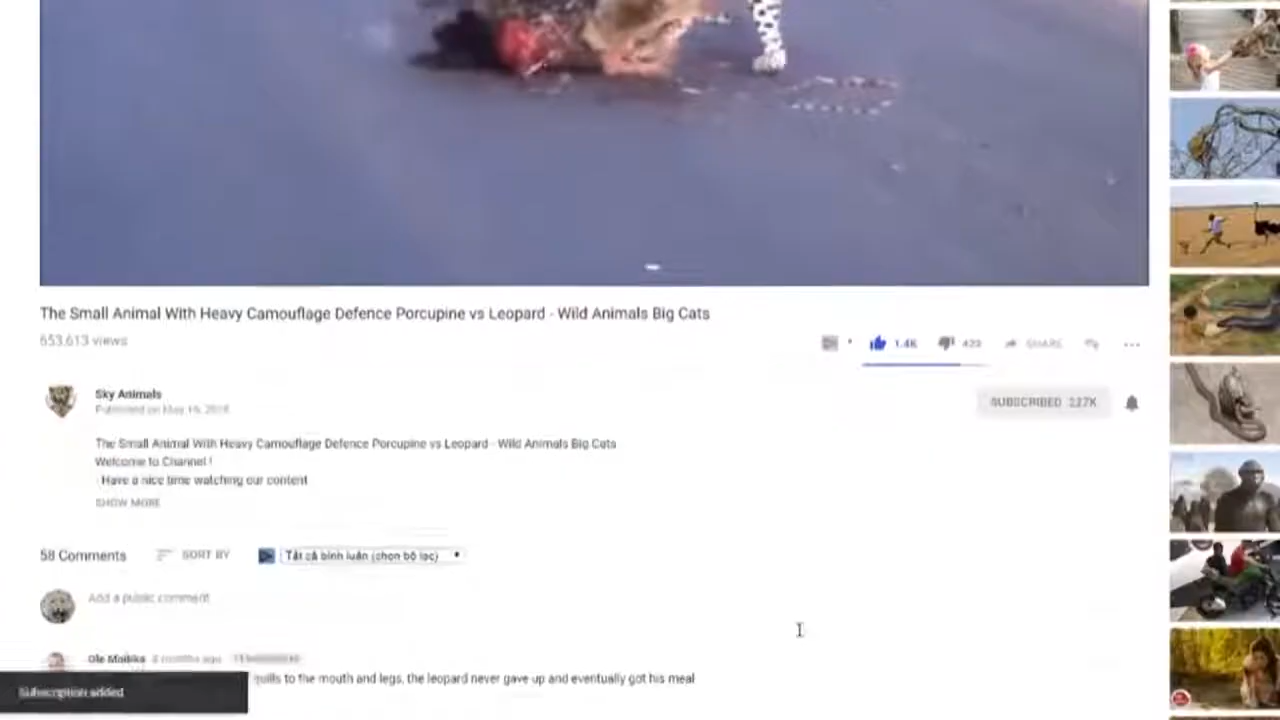 The Small Animal With Heavy Camouflage Defence Porcupine vs Leopard - Wild Animals Big Cats
653,613 views
1.4K 423 SHARE
Sky Animals
Published on May 16, 2018
SUBSCRIBED 227K
The Small Animal With Heavy Camouflage Defence Porcupine vs Leopard - Wild Animals Big Cats
Welcome to Channel !
- Have a nice time watching our content
SHOW MORE
58 Comments SORT BY Tất cả bình luận (chọn bộ lọc)
Add a public comment
months ago
quills to the mouth and legs, the leopard never gave up and eventually got his meal
Subscription added